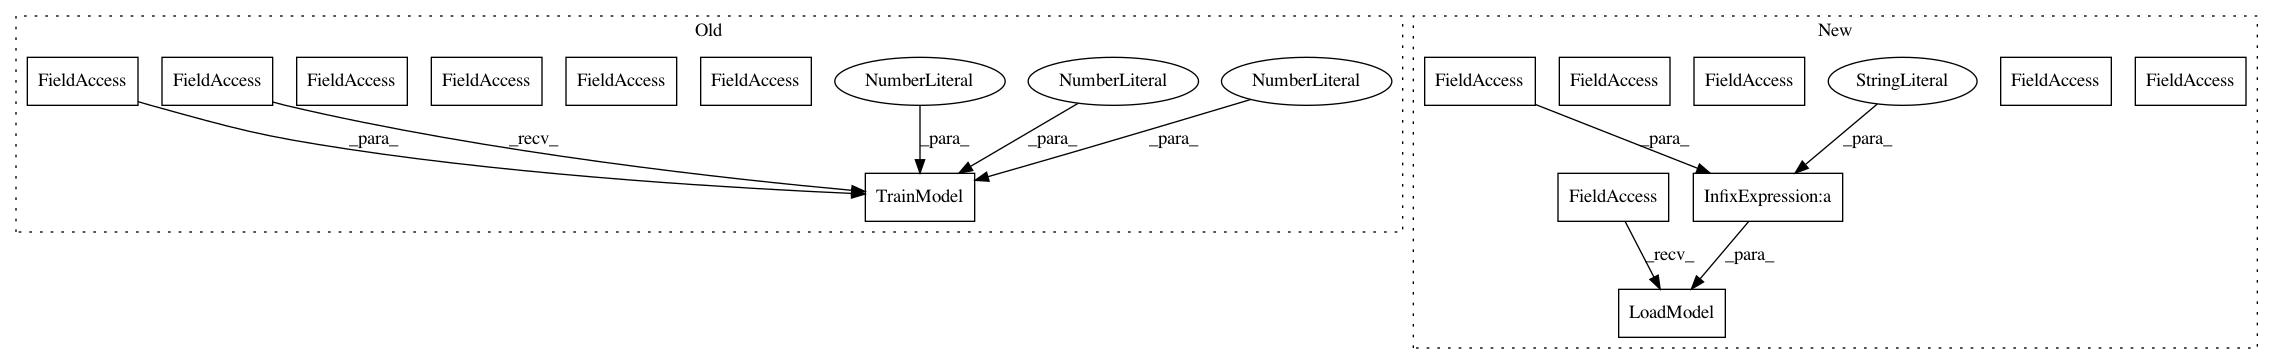 Old
New
FieldAccess FieldAccess FieldAccess FieldAccess FieldAccess FieldAccess NumberLiteral NumberLiteral NumberLiteral FieldAccess FieldAccess FieldAccess StringLiteral FieldAccess FieldAccess
_para_ _recv_ _para_ _para_ _para_ _para_ _para_
TrainModel FieldAccess InfixExpression:a
_recv_ _para_
LoadModel